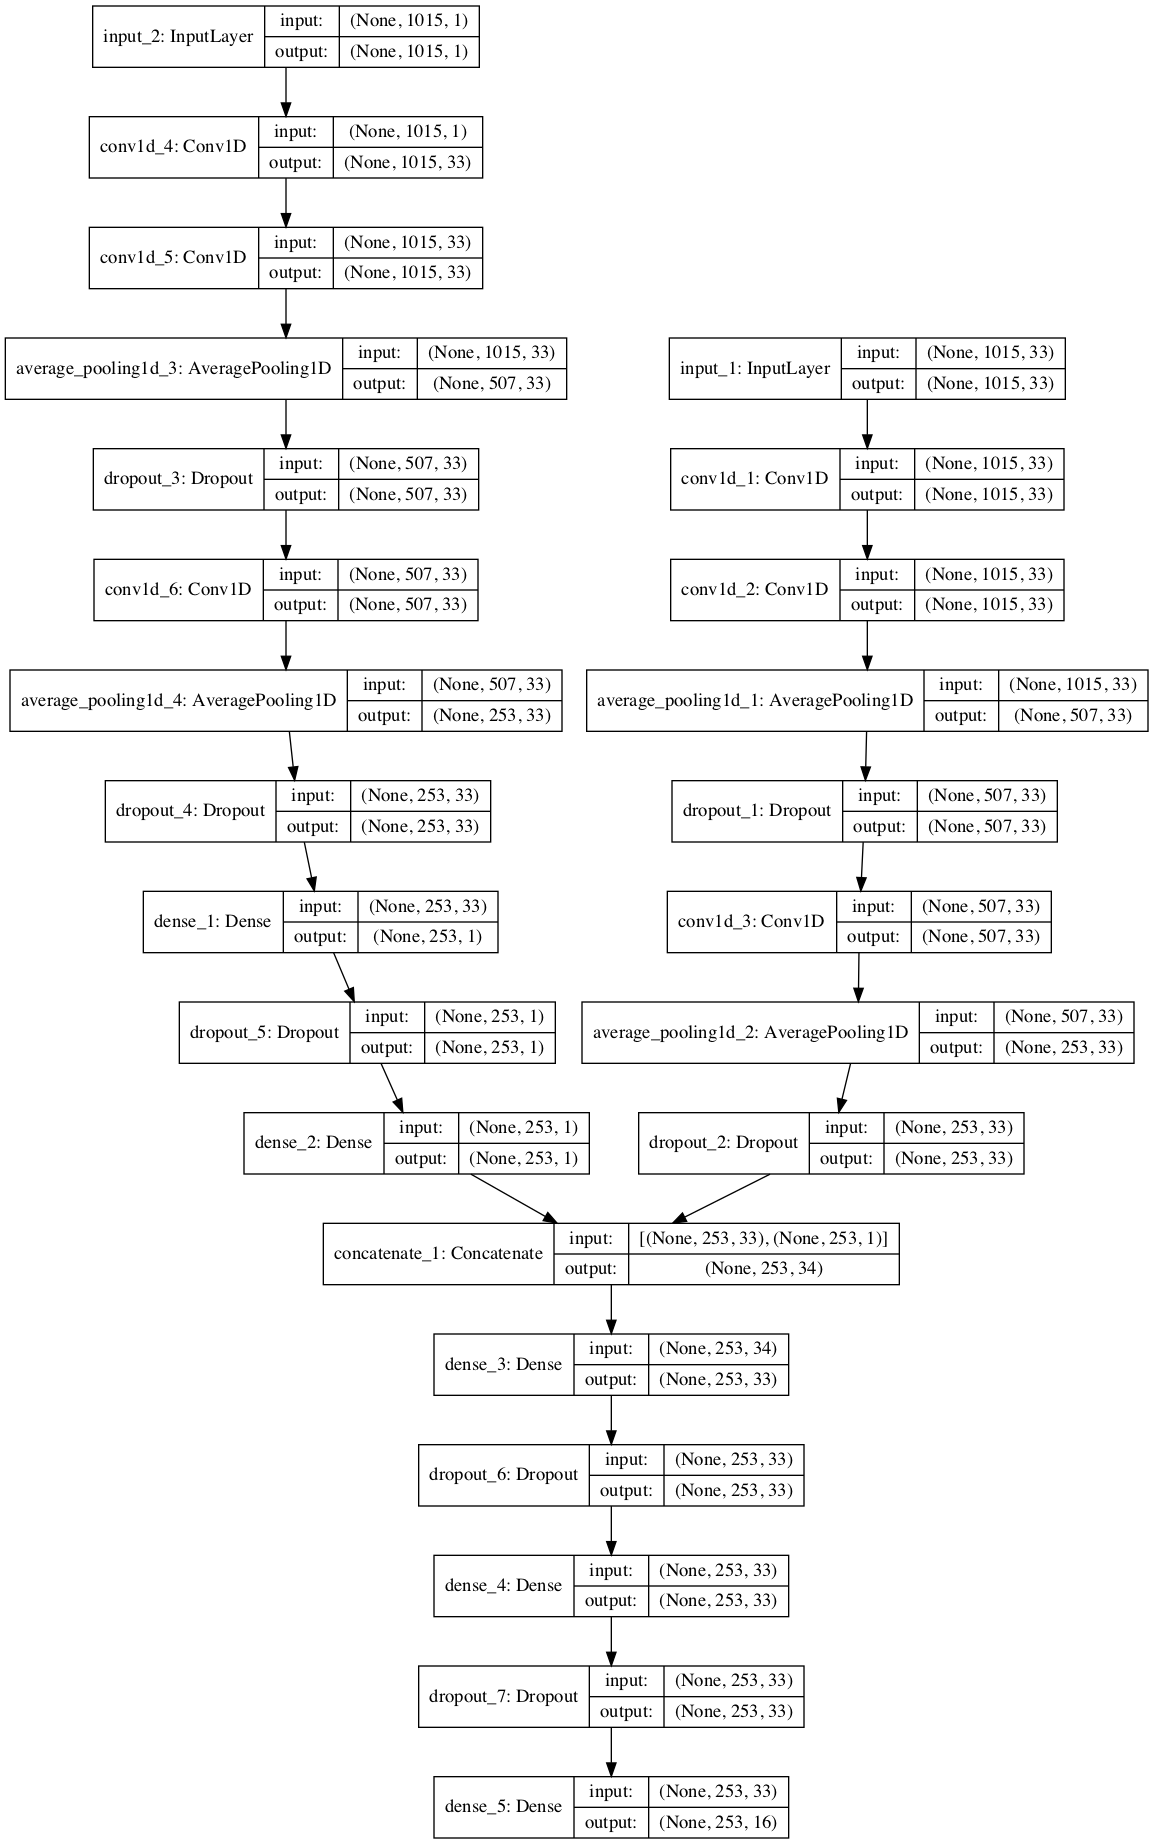 input_2: InputLayer
input: (None, 1015, 1)
output: (None, 1015, 1)
conv1d_4: Conv1D
input: (None, 1015, 1)
output: (None, 1015, 33)
conv1d_5: Conv1D
input: (None, 1015, 33)
output: (None, 1015, 33)
average_pooling1d_3: AveragePooling1D
input: (None, 1015, 33)
output: (None, 507, 33)
dropout_3: Dropout
input: (None, 507, 33)
output: (None, 507, 33)
conv1d_6: Conv1D
input: (None, 507, 33)
output: (None, 507, 33)
average_pooling1d_4: AveragePooling1D
input: (None, 507, 33)
output: (None, 253, 33)
dropout_4: Dropout
input: (None, 253, 33)
output: (None, 253, 33)
dense_1: Dense
input: (None, 253, 33)
output: (None, 253, 1)
dropout_5: Dropout
input: (None, 253, 1)
output: (None, 253, 1)
dense_2: Dense
input: (None, 253, 1)
output: (None, 253, 1)
input_1: InputLayer
input: (None, 1015, 33)
output: (None, 1015, 33)
conv1d_1: Conv1D
input: (None, 1015, 33)
output: (None, 1015, 33)
conv1d_2: Conv1D
input: (None, 1015, 33)
output: (None, 1015, 33)
average_pooling1d_1: AveragePooling1D
input: (None, 1015, 33)
output: (None, 507, 33)
dropout_1: Dropout
input: (None, 507, 33)
output: (None, 507, 33)
conv1d_3: Conv1D
input: (None, 507, 33)
output: (None, 507, 33)
average_pooling1d_2: AveragePooling1D
input: (None, 507, 33)
output: (None, 253, 33)
dropout_2: Dropout
input: (None, 253, 33)
output: (None, 253, 33)
concatenate_1: Concatenate
input: [(None, 253, 33), (None, 253, 1)]
output: (None, 253, 34)
dense_3: Dense
input: (None, 253, 34)
output: (None, 253, 33)
dropout_6: Dropout
input: (None, 253, 33)
output: (None, 253, 33)
dense_4: Dense
input: (None, 253, 33)
output: (None, 253, 33)
dropout_7: Dropout
input: (None, 253, 33)
output: (None, 253, 33)
dense_5: Dense
input: (None, 253, 33)
output: (None, 253, 16)